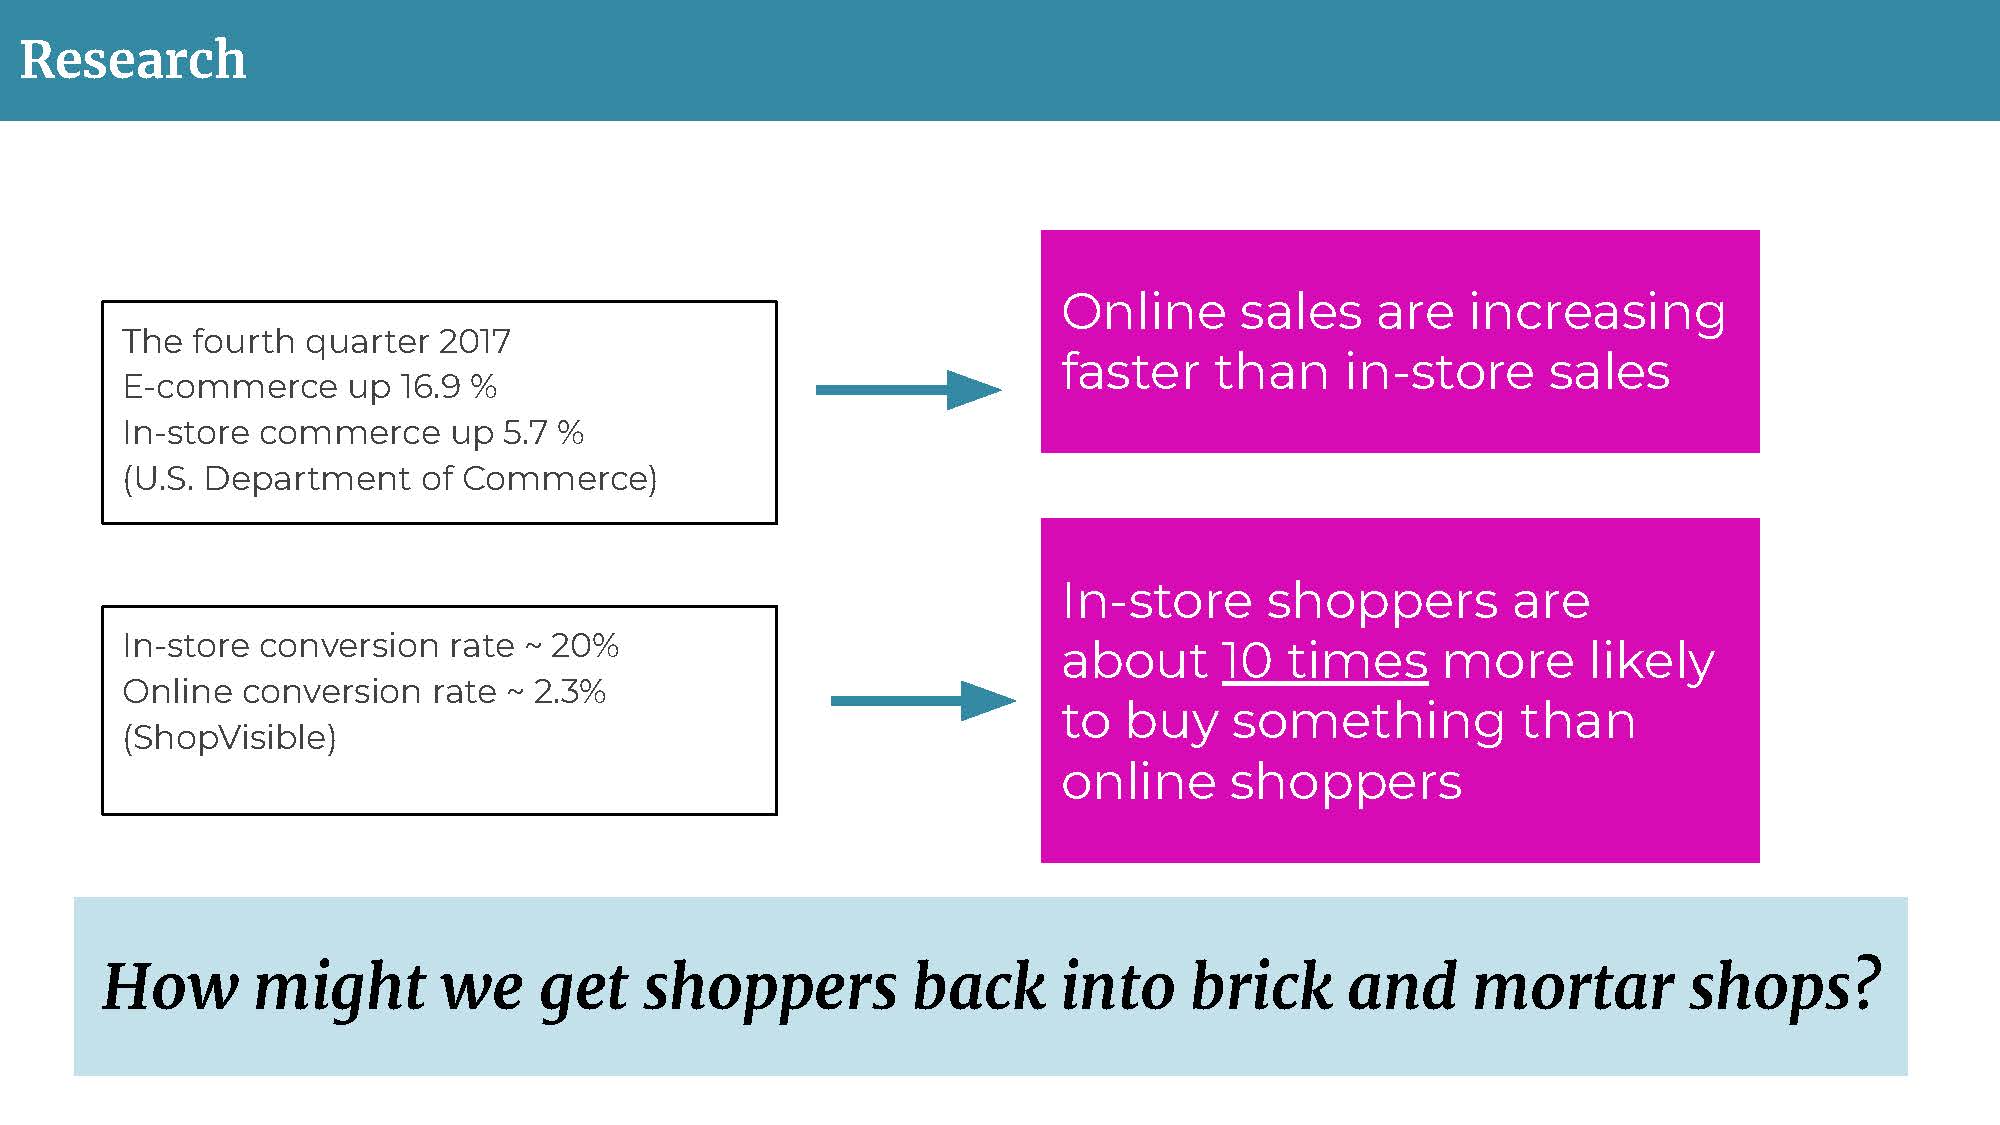 Research
The fourth quarter 2017
E-commerce up 16.9 %
In-store commerce up 5.7 %
(U.S. Department of Commerce)
Online sales are increasing
faster than in-store sales
In-store conversion rate ~ 20%
Online conversion rate ~ 2.3%
(ShopVisible)
In-store shoppers are
about 10 times more likely
to buy something than
online shoppers
How might we get shoppers back into brick and mortar shops?